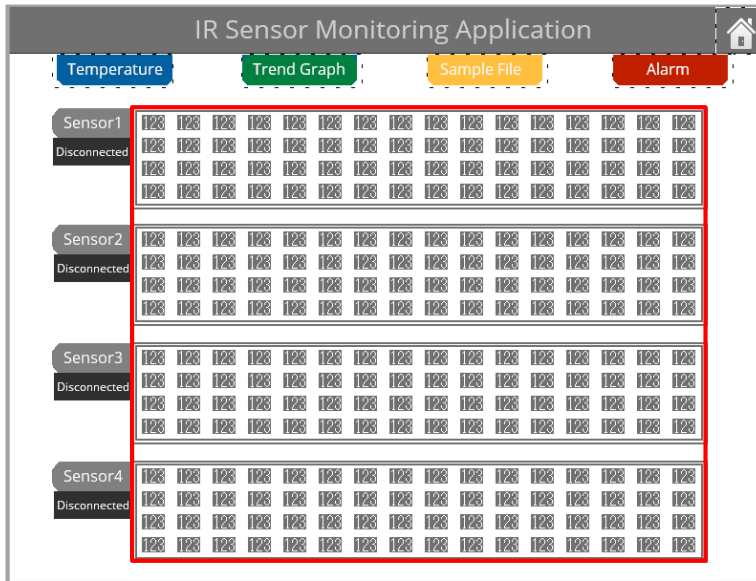 IR Sensor Monitoring Application
Temperature Trend Graph Sample File Alarm
Sensor1 123 123 123 123 123 123 123 123 123 123 123 123 123 123 123 123
Disconnected 123 123 123 123 123 123 123 123 123 123 123 123 123 123 123 123
123 123 123 123 123 123 123 123 123 123 123 123 123 123 123 123
123 123 123 123 123 123 123 123 123 123 123 123 123 123 123 123
Sensor2 123 123 123 123 123 123 123 123 123 123 123 123 123 123 123 123
Disconnected 123 123 123 123 123 123 123 123 123 123 123 123 123 123 123 123
123 123 123 123 123 123 123 123 123 123 123 123 123 123 123 123
123 123 123 123 123 123 123 123 123 123 123 123 123 123 123 123
Sensor3 123 123 123 123 123 123 123 123 123 123 123 123 123 123 123 123
Disconnected 123 123 123 123 123 123 123 123 123 123 123 123 123 123 123 123
123 123 123 123 123 123 123 123 123 123 123 123 123 123 123 123
123 123 123 123 123 123 123 123 123 123 123 123 123 123 123 123
Sensor4 123 123 123 123 123 123 123 123 123 123 123 123 123 123 123 123
Disconnected 123 123 123 123 123 123 123 123 123 123 123 123 123 123 123 123
123 123 123 123 123 123 123 123 123 123 123 123 123 123 123 123
123 123 123 123 123 123 123 123 123 123 123 123 123 123 123 123